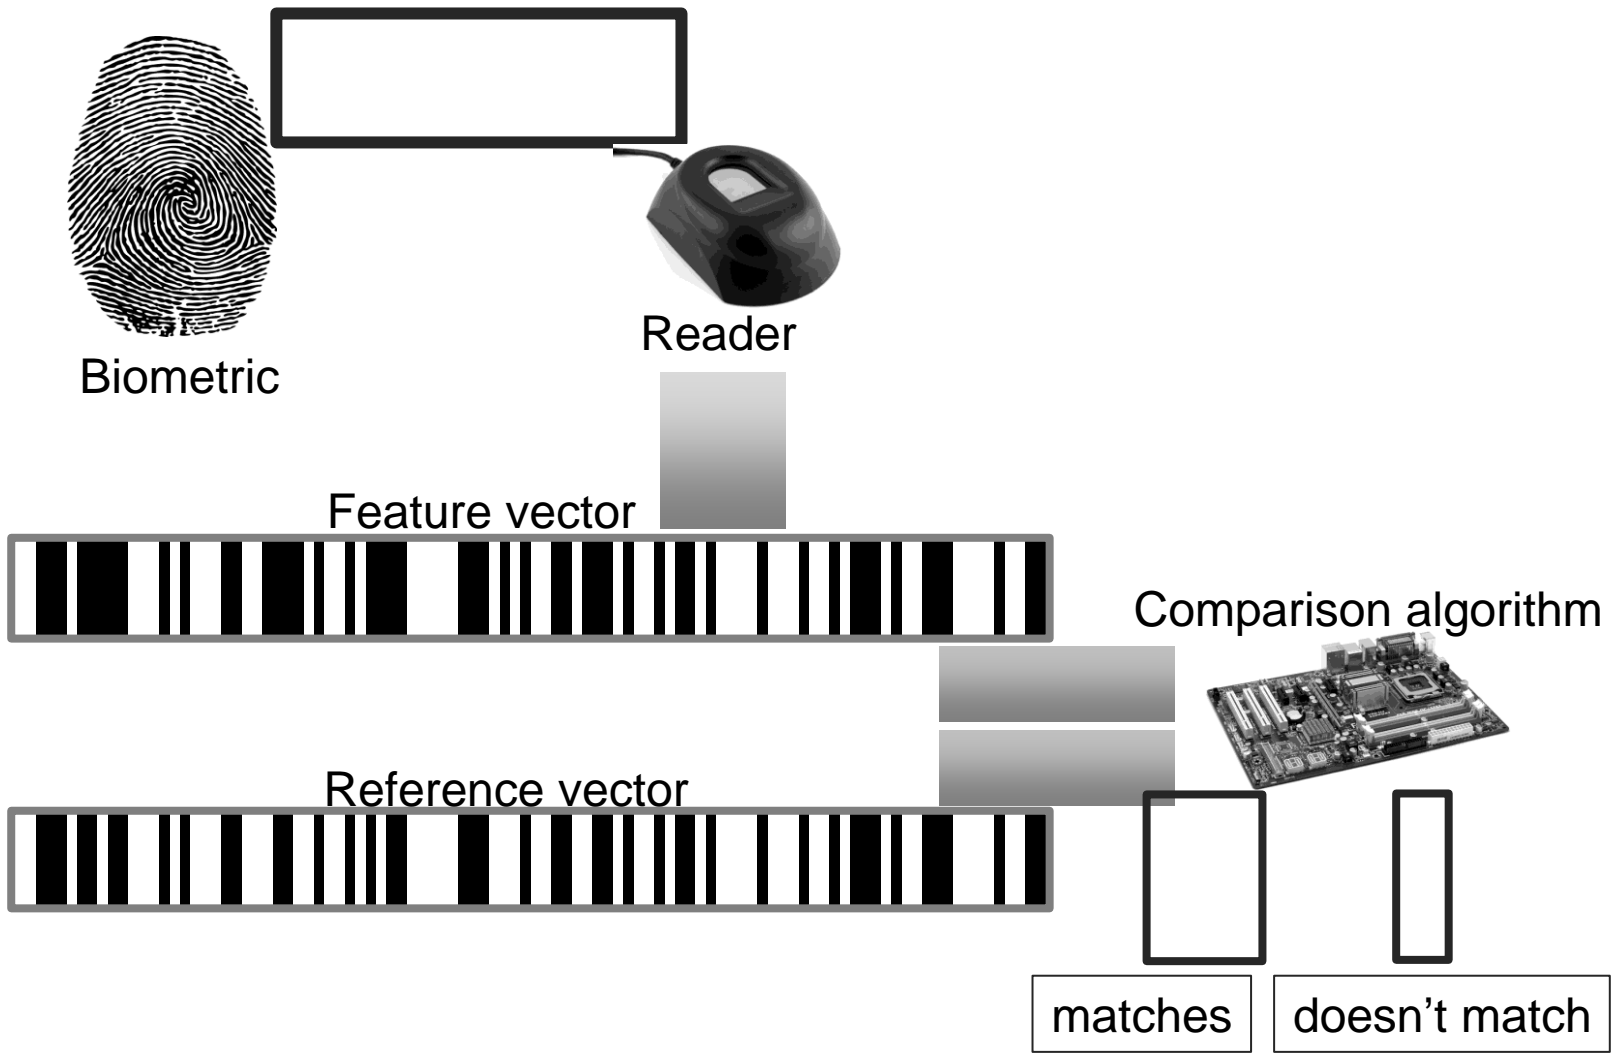 Reader
Biometric
Feature vector
Comparison algorithm
Reference vector
matches
doesn’t match